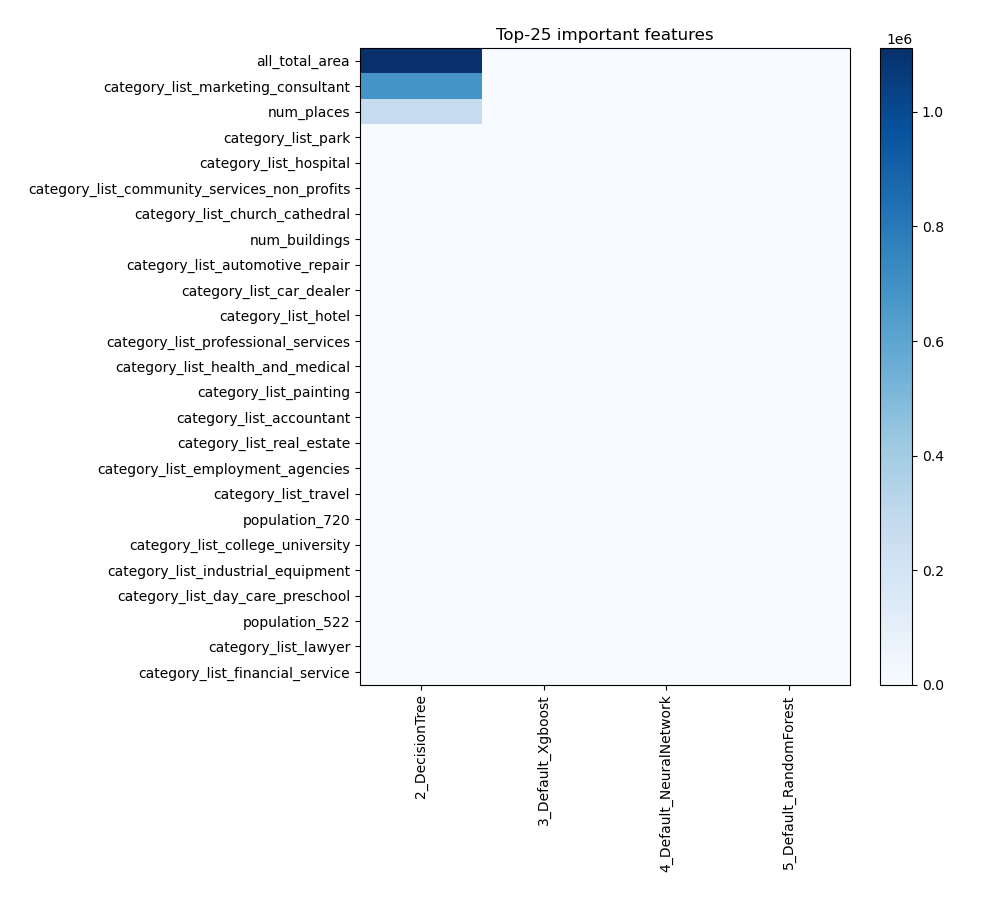 Top-25 important features
1e6
all_total_area
category_list_marketing_consultant
num_places
category_list_park
category_list_hospital
category_list_community_services_non_profits
category_list_church_cathedral
num_buildings
category_list_automotive_repair
category_list_car_dealer
category_list_hotel
category_list_professional_services
category_list_health_and_medical
category_list_painting
category_list_accountant
category_list_real_estate
category_list_employment_agencies
category_list_travel
population_720
category_list_college_university
category_list_industrial_equipment
category_list_day_care_preschool
population_522
category_list_lawyer
category_list_financial_service
1.0
0.8
0.6
0.4
0.2
0.0
2_DecisionTree
3_Default_Xgboost
4_Default_NeuralNetwork
5_Default_RandomForest